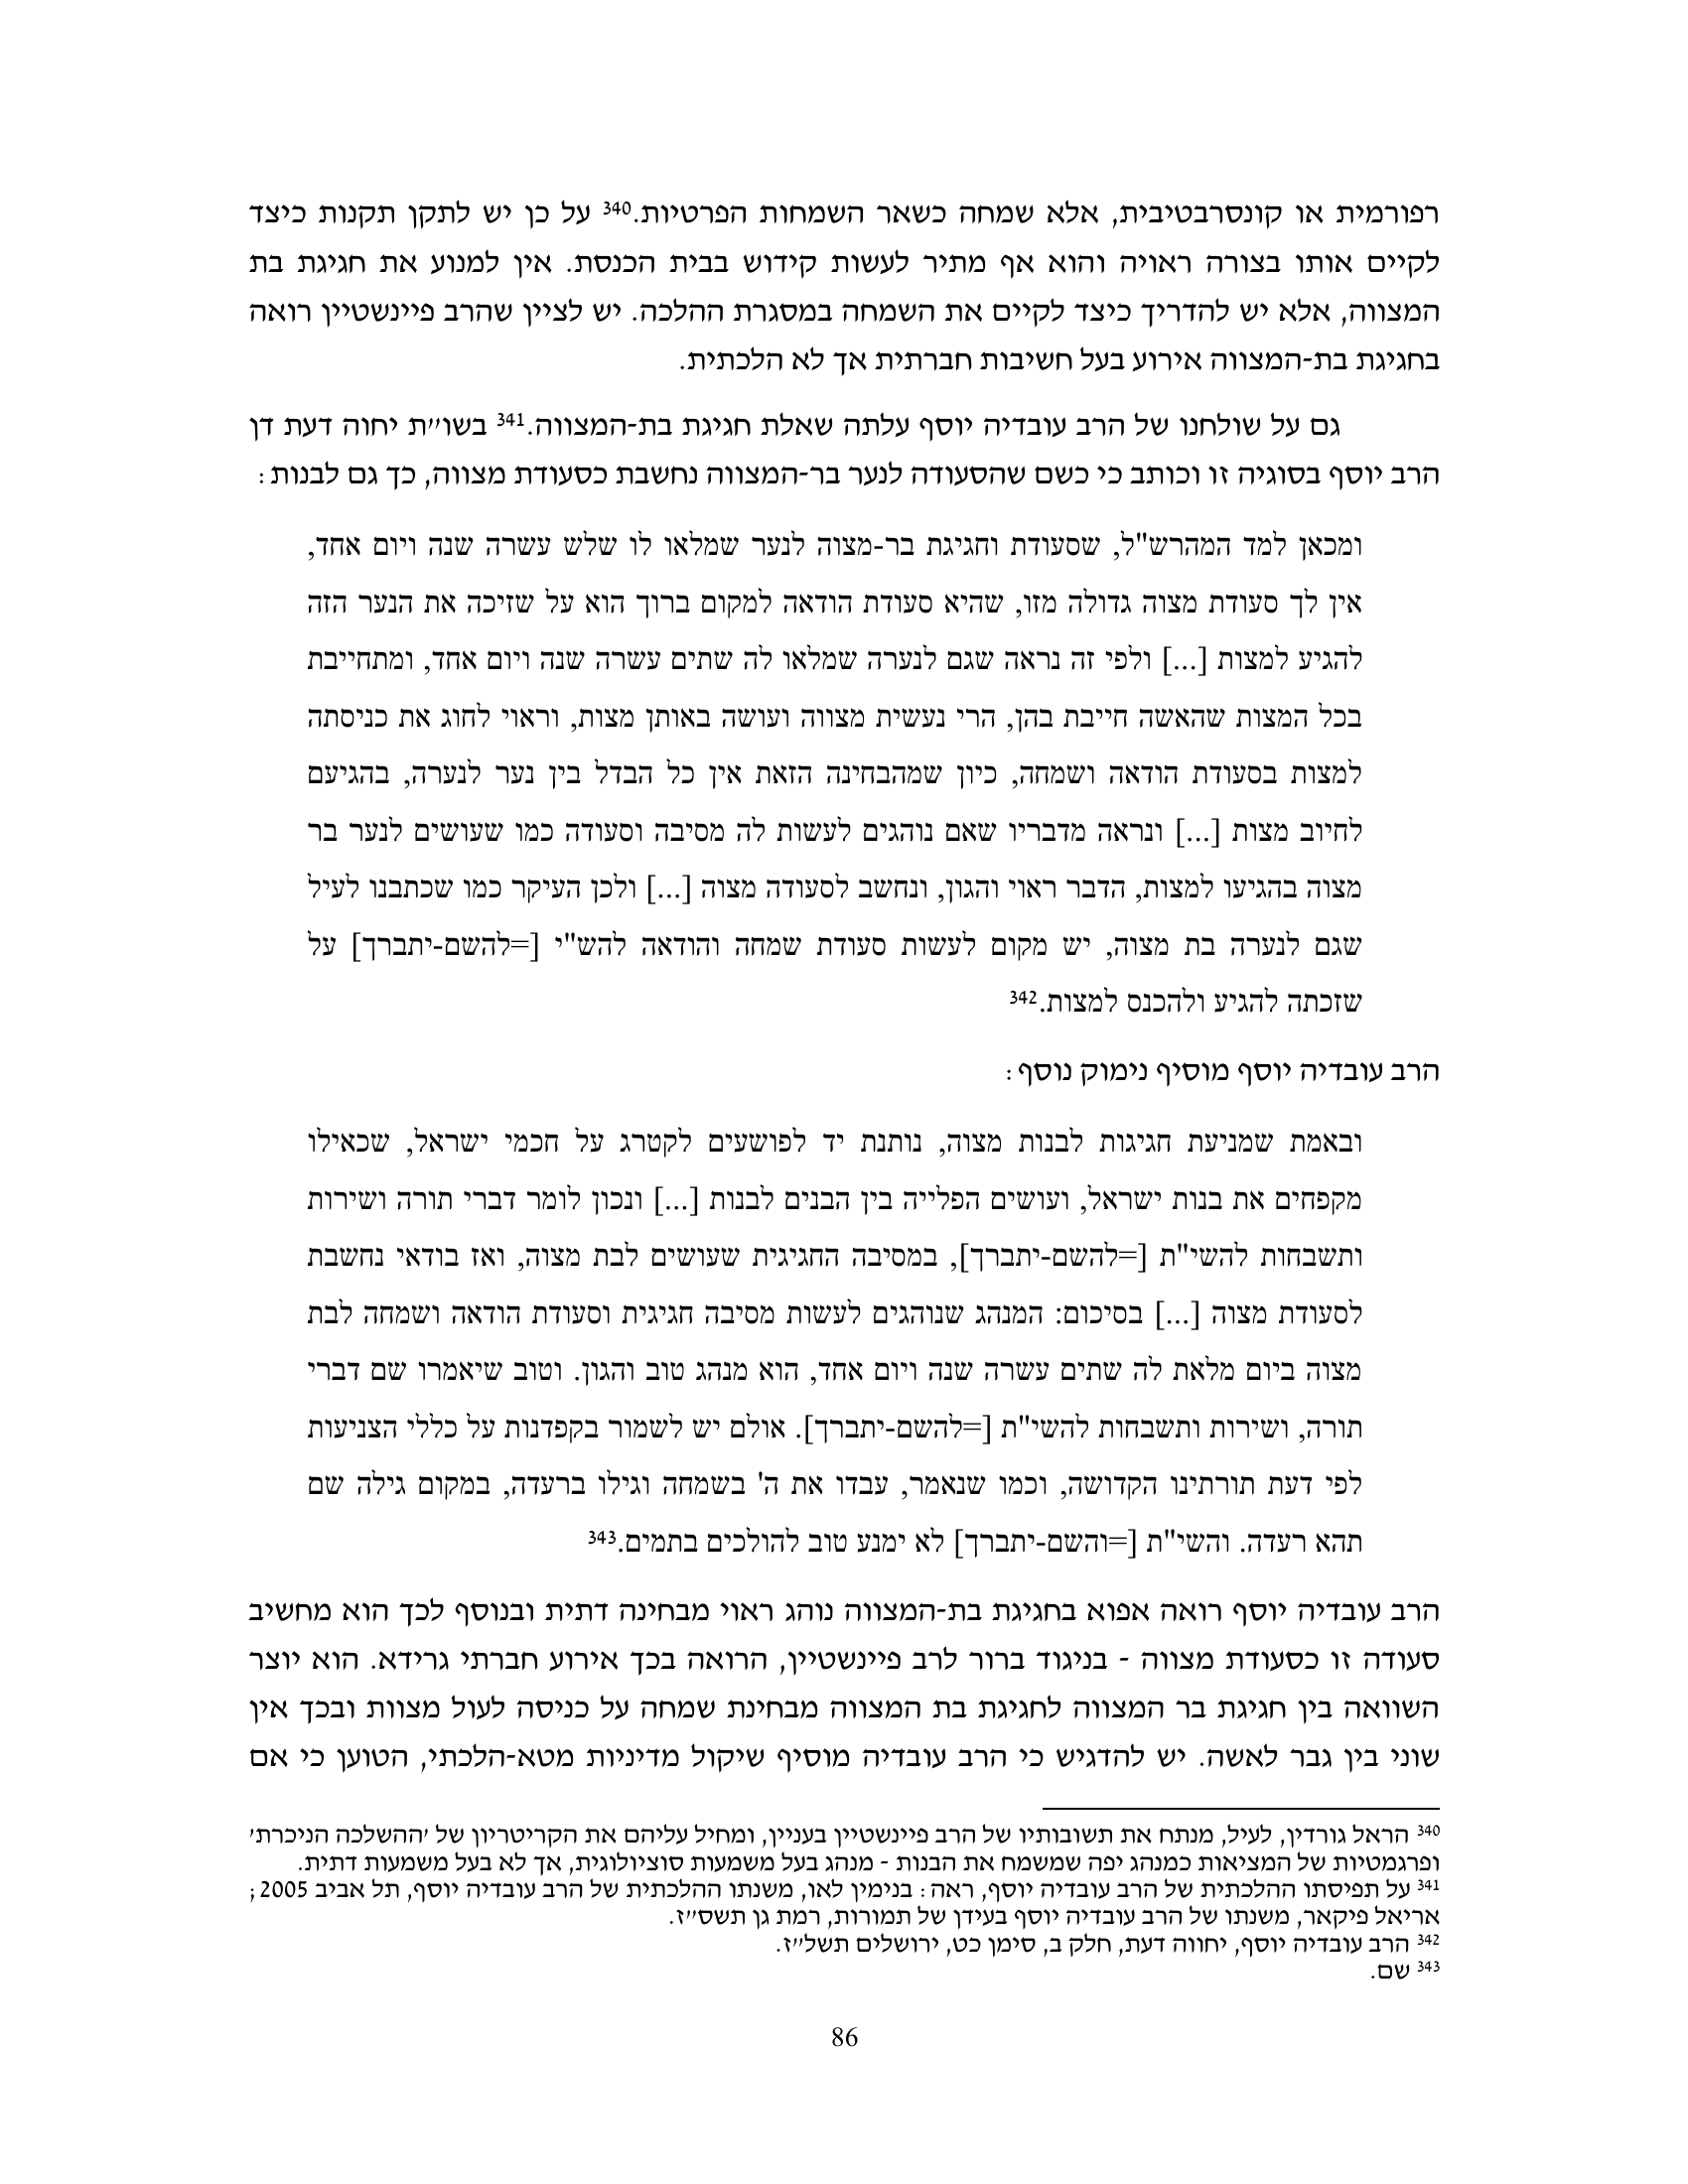 רפורמית או קונסרבטיבית, אלא שמחה כשאר השמחות הפרטיות.340 על כן יש לתקן תקנות כיצד
לקיים אותו בצורה ראויה והוא אף מתיר לעשות קידוש בבית הכנסת. אין למנוע את חגיגת בת
המצווה, אלא יש להדריך כיצד לקיים את השמחה במסגרת ההלכה. יש לציין שהרב פיינשטיין רואה
בחגיגת בת-המצווה אירוע בעל חשיבות חברתית אך לא הלכתית.
גם על שולחנו של הרב עובדיה יוסף עלתה שאלת חגיגת בת-המצווה.341 בשו״ת יחוה דעת דן
הרב יוסף בסוגיה זו וכותב כי כשם שהסעודה לנער בר-המצווה נחשבת כסעודת מצווה, כך גם לבנות:
ומכאן למד המהרש"ל, שסעודת וחגיגת בר-מצוה לנער שמלאו לו שלש עשרה שנה ויום אחד,
אין לך סעודת מצוה גדולה מזו, שהיא סעודת הודאה למקום ברוך הוא על שזיכה את הנער הזה
להגיע למצות [...] ולפי זה נראה שגם לנערה שמלאו לה שתים עשרה שנה ויום אחד, ומתחייבת
בכל המצות שהאשה חייבת בהן, הרי נעשית מצווה ועושה באותן מצות, וראוי לחוג את כניסתה
למצות בסעודת הודאה ושמחה, כיון שמהבחינה הזאת אין כל הבדל בין נער לנערה, בהגיעם
לחיוב מצות [...] ונראה מדבריו שאם נוהגים לעשות לה מסיבה וסעודה כמו שעושים לנער בר
מצוה בהגיעו למצות, הדבר ראוי והגון, ונחשב לסעודה מצוה [...] ולכן העיקר כמו שכתבנו לעיל
שגם לנערה בת מצוה, יש מקום לעשות סעודת שמחה והודאה להש"י [=להשם-יתברך] על
שזכתה להגיע ולהכנס למצות.342
הרב עובדיה יוסף מוסיף נימוק נוסף:
ובאמת שמניעת חגיגות לבנות מצוה, נותנת יד לפושעים לקטרג על חכמי ישראל, שכאילו
מקפחים את בנות ישראל, ועושים הפלייה בין הבנים לבנות [...] ונכון לומר דברי תורה ושירות
ותשבחות להשי"ת [=להשם-יתברך], במסיבה החגיגית שעושים לבת מצוה, ואז בודאי נחשבת
לסעודת מצוה [...] בסיכום: המנהג שנוהגים לעשות מסיבה חגיגית וסעודת הודאה ושמחה לבת
מצוה ביום מלאת לה שתים עשרה שנה ויום אחד, הוא מנהג טוב והגון. וטוב שיאמרו שם דברי
תורה, ושירות ותשבחות להשי"ת [=להשם-יתברך]. אולם יש לשמור בקפדנות על כללי הצניעות
לפי דעת תורתינו הקדושה, וכמו שנאמר, עבדו את ה' בשמחה וגילו ברעדה, במקום גילה שם
תהא רעדה. והשי"ת [=והשם-יתברך] לא ימנע טוב להולכים בתמים.343
הרב עובדיה יוסף רואה אפוא בחגיגת בת-המצווה נוהג ראוי מבחינה דתית ובנוסף לכך הוא מחשיב
סעודה זו כסעודת מצווה - בניגוד ברור לרב פיינשטיין, הרואה בכך אירוע חברתי גרידא. הוא יוצר
השוואה בין חגיגת בר המצווה לחגיגת בת המצווה מבחינת שמחה על כניסה לעול מצוות ובכך אין
שוני בין גבר לאשה. יש להדגיש כי הרב עובדיה מוסיף שיקול מדיניות מטא-הלכתי, הטוען כי אם
340 הראל גורדין, לעיל, מנתח את תשובותיו של הרב פיינשטיין בעניין, ומחיל עליהם את הקריטריון של ׳ההשלכה הניכרת׳
ופרגמטיות של המציאות כמנהג יפה שמשמח את הבנות - מנהג בעל משמעות סוציולוגית, אך לא בעל משמעות דתית.
341 על תפיסתו ההלכתית של הרב עובדיה יוסף, ראה: בנימין לאו, משנתו ההלכתית של הרב עובדיה יוסף, תל אביב 2005;
אריאל פיקאר, משנתו של הרב עובדיה יוסף בעידן של תמורות, רמת גן תשס״ז.
342 הרב עובדיה יוסף, יחווה דעת, חלק ב, סימן כט, ירושלים תשל״ז.
343 שם.
86